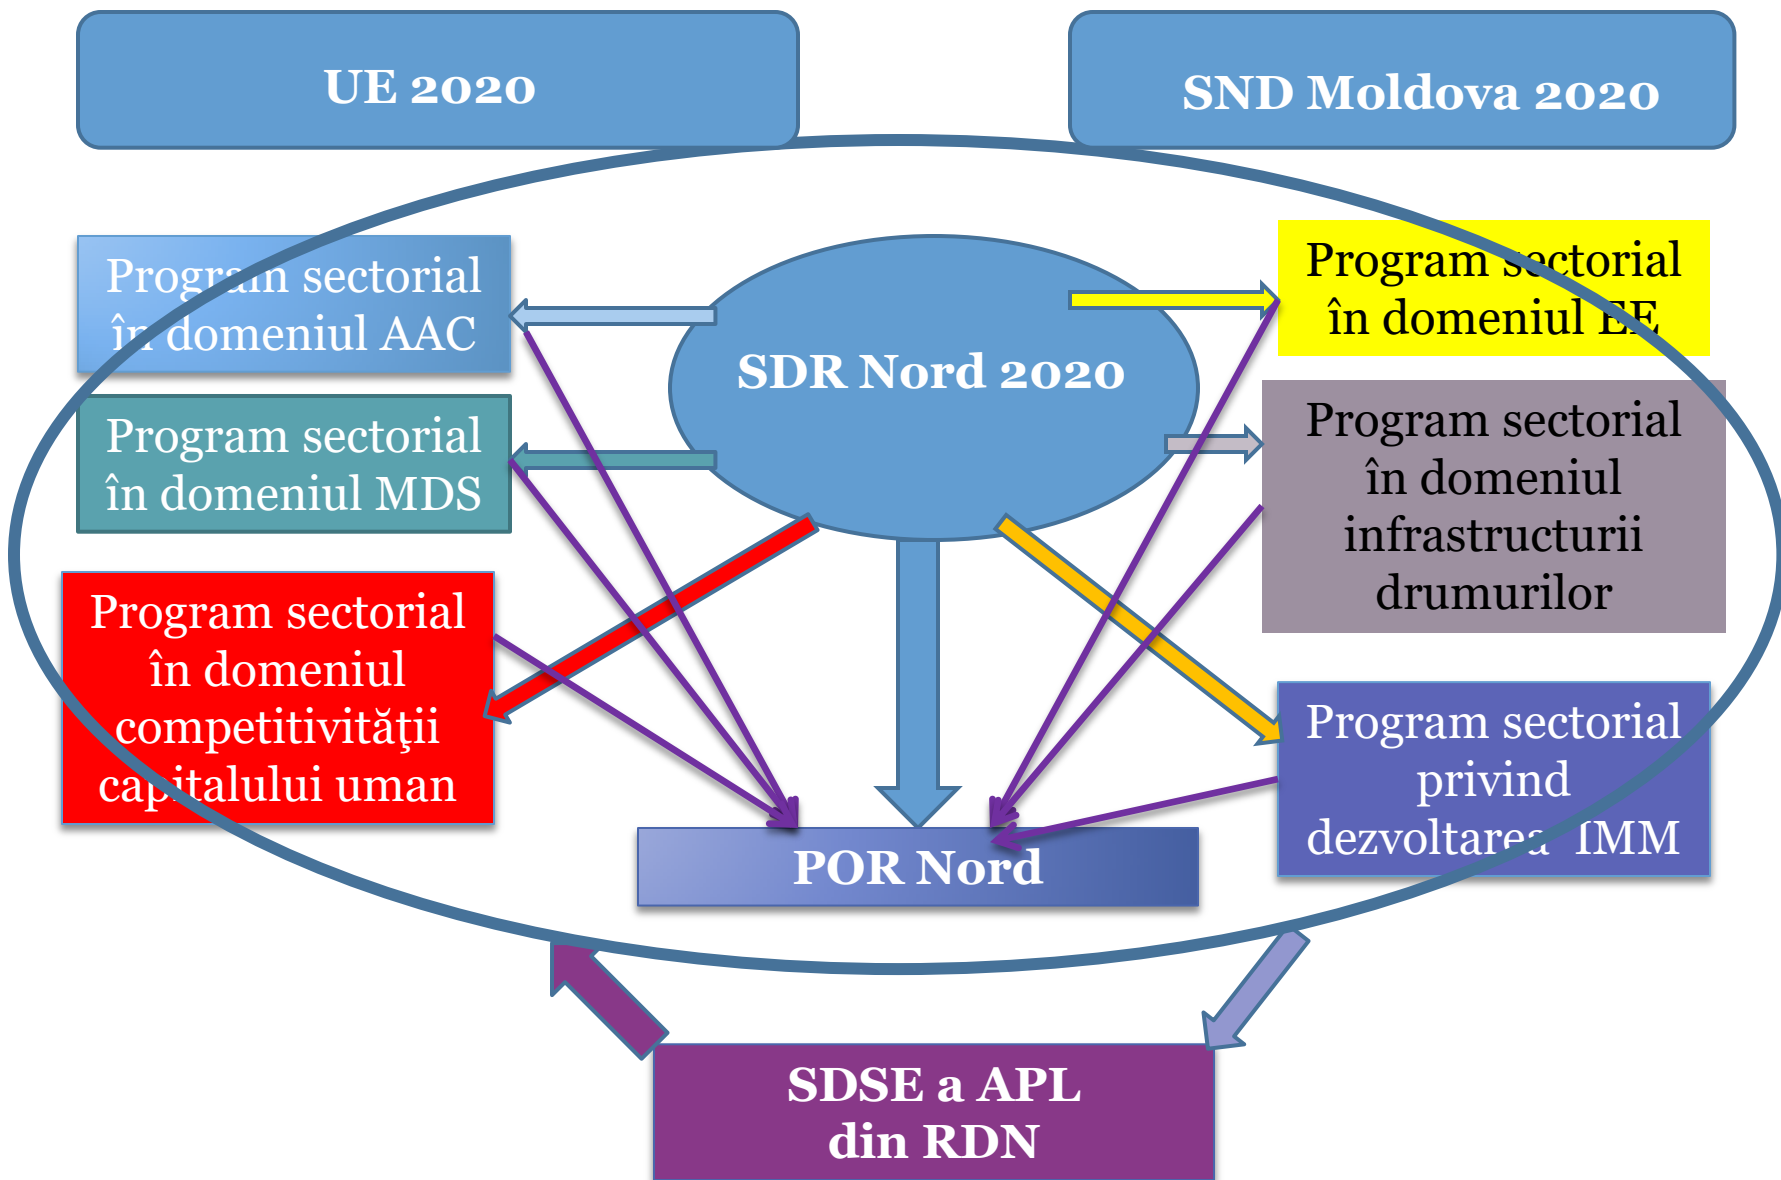 UE 2020
SND Moldova 2020
Program sectorial
în domeniul AAC
Program sectorial
în domeniul MDS
Program sectorial
în domeniul
competitivităţii
capitalului uman
SDR Nord 2020
Program sectorial
în domeniul EE
Program sectorial
în domeniul
infrastructurii
drumurilor
Program sectorial
privind
dezvoltarea IMM
POR Nord
SDSE a APL
din RDN